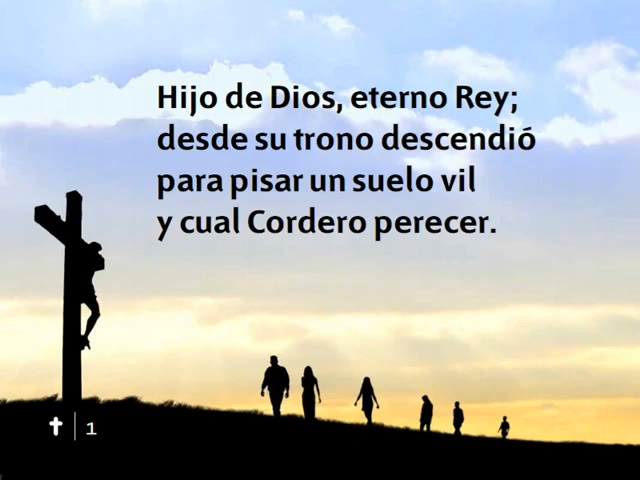 Hijo de Dios, eterno Rey;
desde su trono descendió
para pisar un suelo vil
y cual Cordero perecer.
1